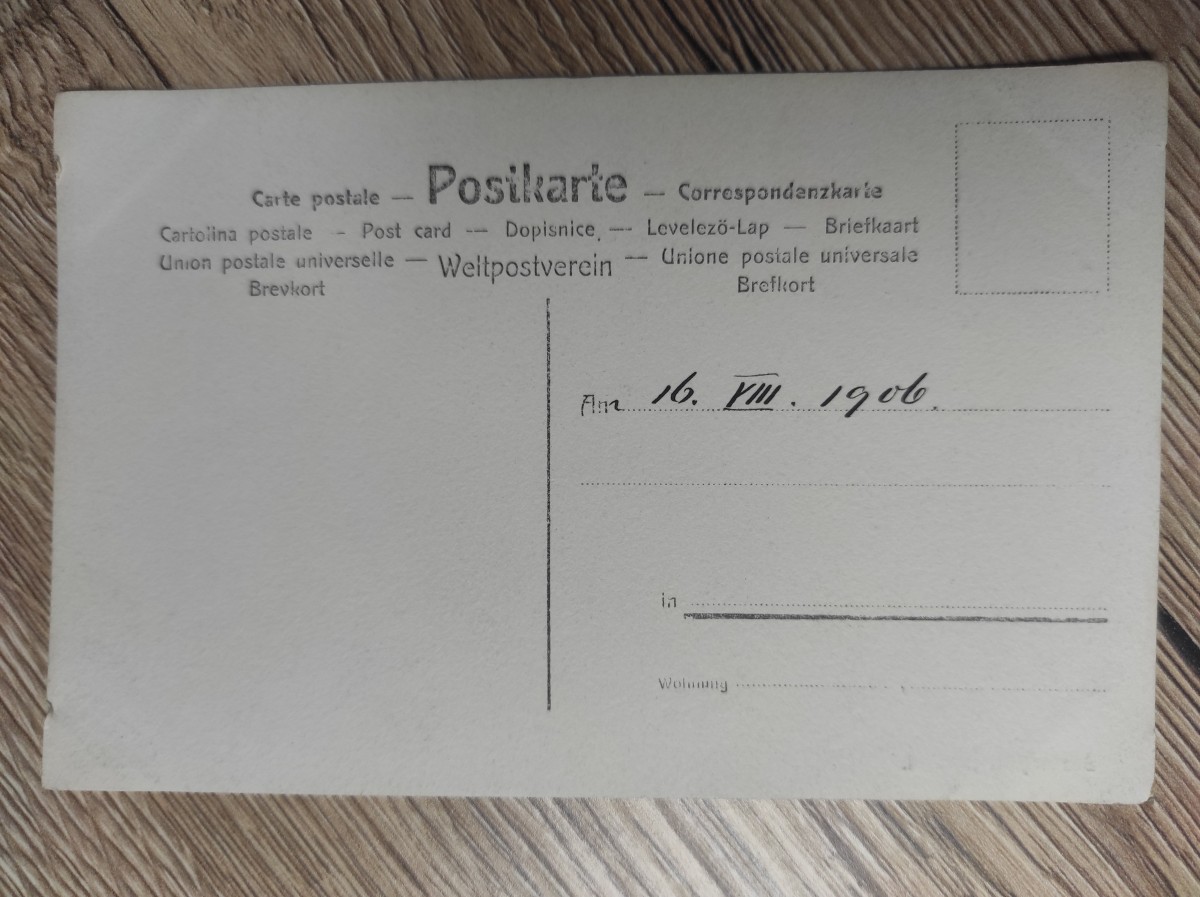 Carte postale — Postkarte — Correspondenzkarte
Cartolina postale — Post card — Dopisnice, — Levelezö-Lap — Briefkaart
Union postale universelle — Weltpostverein — Unione postale universale
Brevkort Brefkort
An 16. VIII. 1906.
in
Wohnung